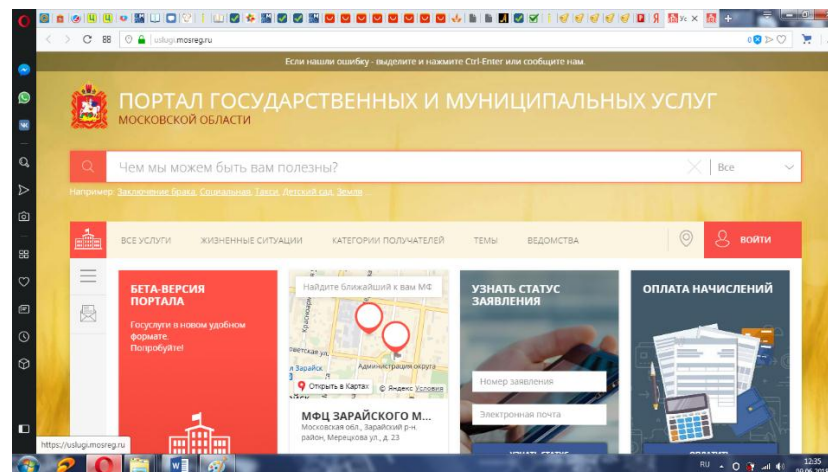 uslugi.mosreg.ru
Если нашли ошибку - выделите и нажмите Ctrl-Enter или сообщите нам.
ПОРТАЛ ГОСУДАРСТВЕННЫХ И МУНИЦИПАЛЬНЫХ УСЛУГ
МОСКОВСКОЙ ОБЛАСТИ
Чем мы можем быть вам полезны?
Все
Например: Заключение брака, Социальная, Такси, Детский сад, Земля
ВСЕ УСЛУГИ
ЖИЗНЕННЫЕ СИТУАЦИИ
КАТЕГОРИИ ПОЛУЧАТЕЛЕЙ
ТЕМЫ
ВЕДОМСТВА
ВОЙТИ
БЕТА-ВЕРСИЯ
ПОРТАЛА
Госуслуги в новом удобном
формате.
Попробуйте!
Найдите ближайший к вам МФ
Администрация округа
Зарайск
Открыть в Картах
© Яндекс Условия
МФЦ ЗАРАЙСКОГО М...
Московская обл., Зарайский р-н.
район, Мерецкова ул., д. 23
УЗНАТЬ СТАТУС
ЗАЯВЛЕНИЯ
Номер заявления
Электронная почта
УЗНАТЬ СТАТУС
ОПЛАТА НАЧИСЛЕНИЙ
ОПЛАТИТЬ
https://uslugi.mosreg.ru
RU
12:35